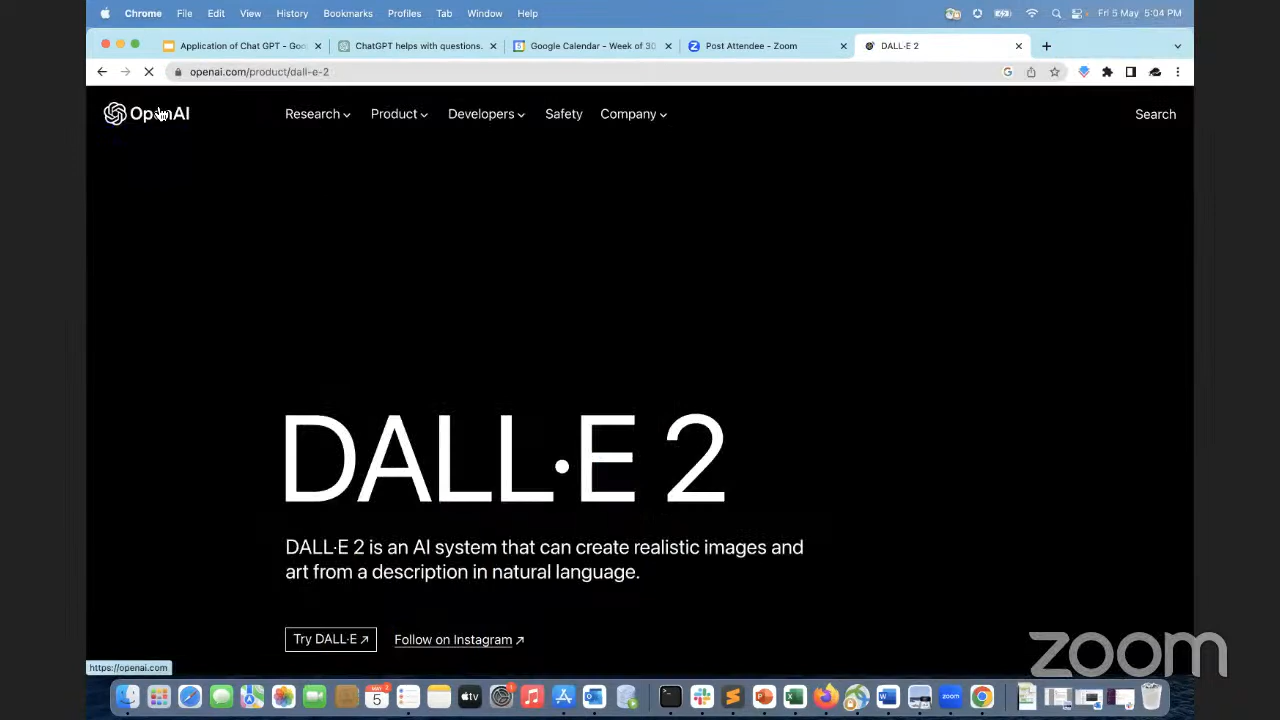 Chrome File Edit View History Bookmarks Profiles Tab Window Help Fri 5 May 5:04 PM
Application of Chat GPT - Goo ChatGPT helps with questions. Google Calendar - Week of 30 Post Attendee - Zoom DALL·E 2
openai.com/product/dall-e-2
OpenAI Research Product Developers Safety Company Search
DALL·E 2
DALL·E 2 is an AI system that can create realistic images and
art from a description in natural language.
Try DALL·E ↗ Follow on Instagram ↗
zoom
https://openai.com
tv zoom
5